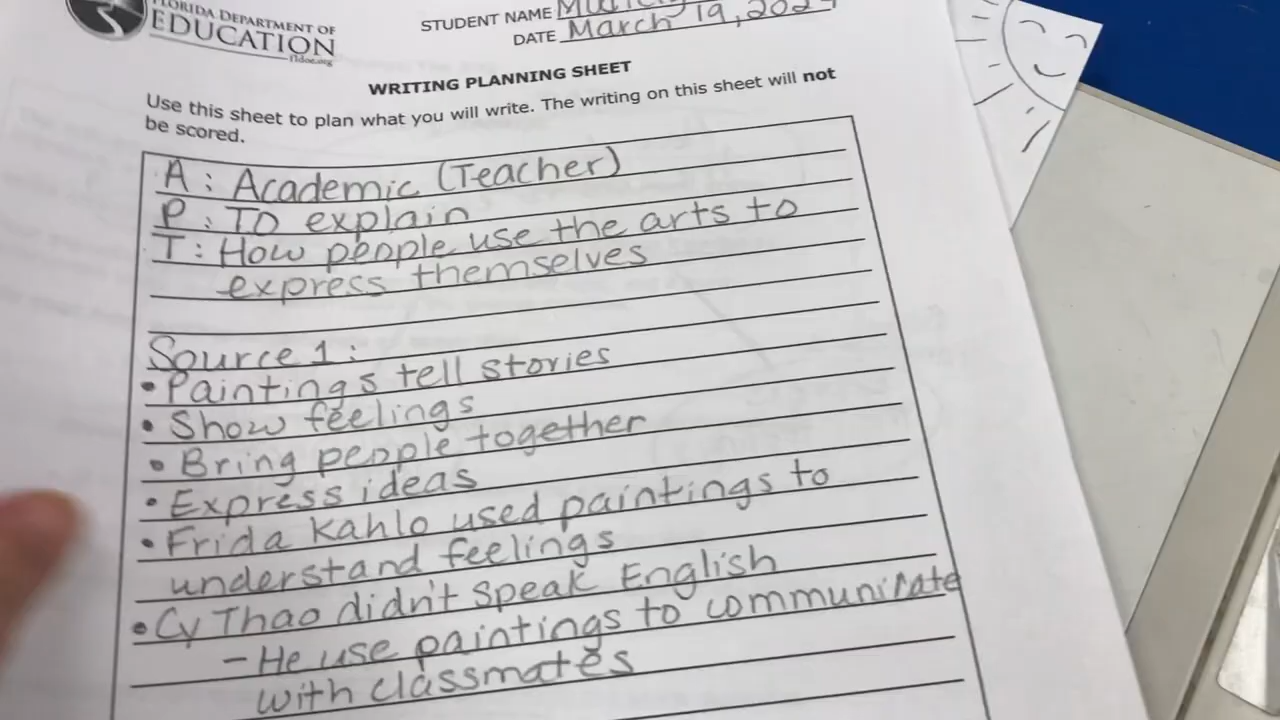 FLORIDA DEPARTMENT OF
EDUCATION
fldoe.org
STUDENT NAME
DATE March 19, 202
WRITING PLANNING SHEET
Use this sheet to plan what you will write. The writing on this sheet will not
be scored.
A: Academic (Teacher)
P: To explain
T: How people use the arts to
express themselves
Source 1:
• Paintings tell stories
• Show feelings
• Bring people together
• Express ideas
• Frida Kahlo used paintings to
understand feelings
• Cy Thao didn't speak English
- He use paintings to communicate
with classmates